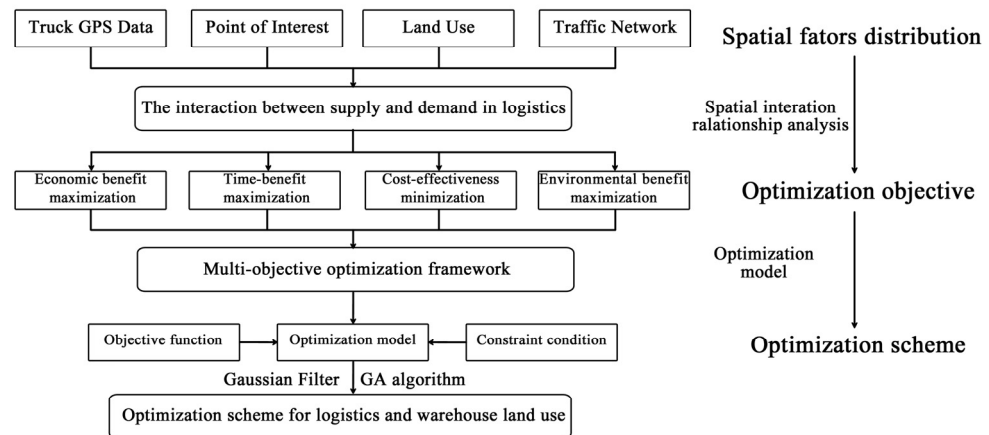 Truck GPS Data
Point of Interest
Land Use
Traffic Network
The interaction between supply and demand in logistics
Economic benefit
maximization
Time-benefit
maximization
Cost-effectiveness
minimization
Environmental benefit
maximization
Multi-objective optimization framework
Objective function
Optimization model
Constraint condition
Gaussian Filter
GA algorithm
Optimization scheme for logistics and warehouse land use
Spatial fators distribution
Spatial interation
ralationship analysis
Optimization objective
Optimization
model
Optimization scheme